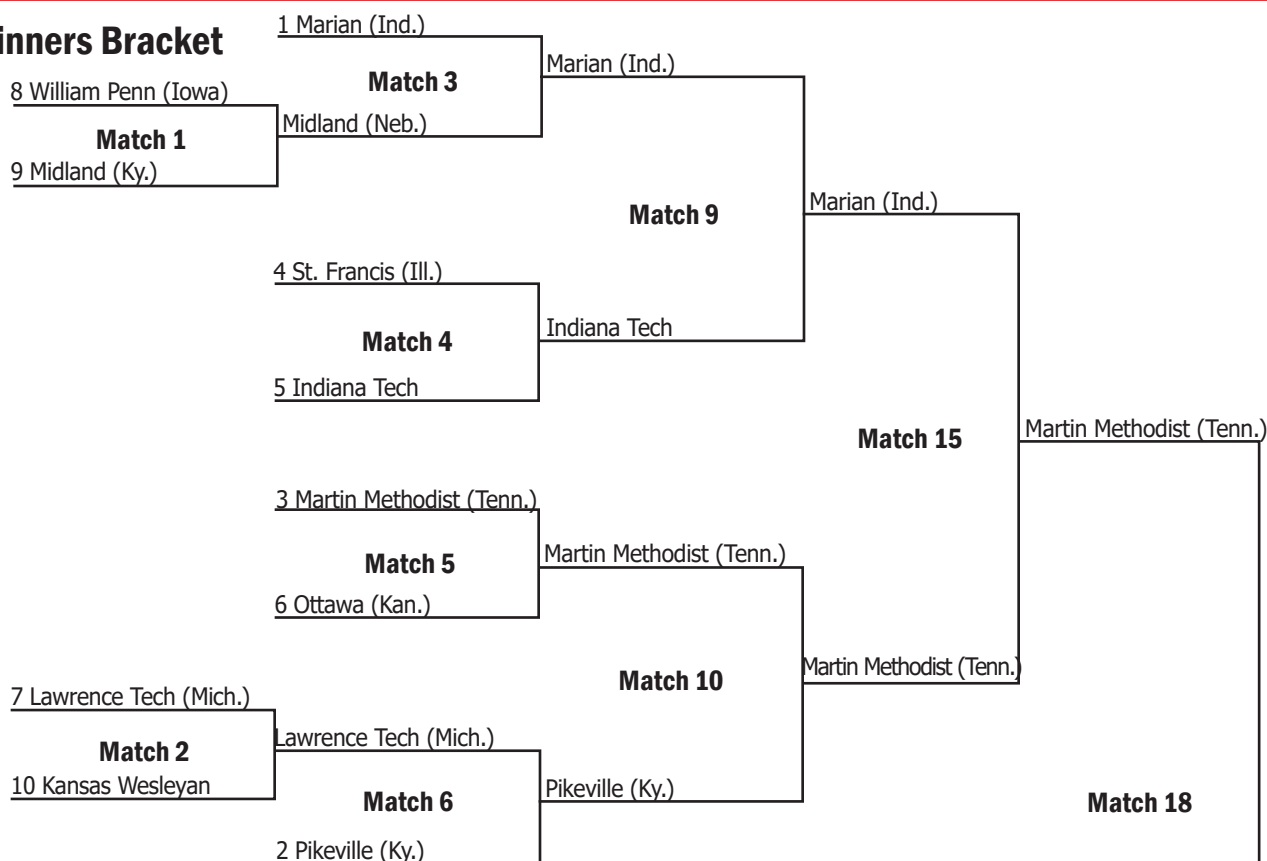 inners Bracket
1 Marian (Ind.)
Match 3
Marian (Ind.)
8 William Penn (Iowa)
Match 1
Midland (Neb.)
9 Midland (Ky.)
Match 9
Marian (Ind.)
4 St. Francis (Ill.)
Match 4
Indiana Tech
5 Indiana Tech
Match 15
Martin Methodist (Tenn.)
3 Martin Methodist (Tenn.)
Match 5
Martin Methodist (Tenn.)
6 Ottawa (Kan.)
Match 10
Martin Methodist (Tenn.)
7 Lawrence Tech (Mich.)
Match 2
Lawrence Tech (Mich.)
10 Kansas Wesleyan
Match 6
Pikeville (Ky.)
Match 18
2 Pikeville (Ky.)